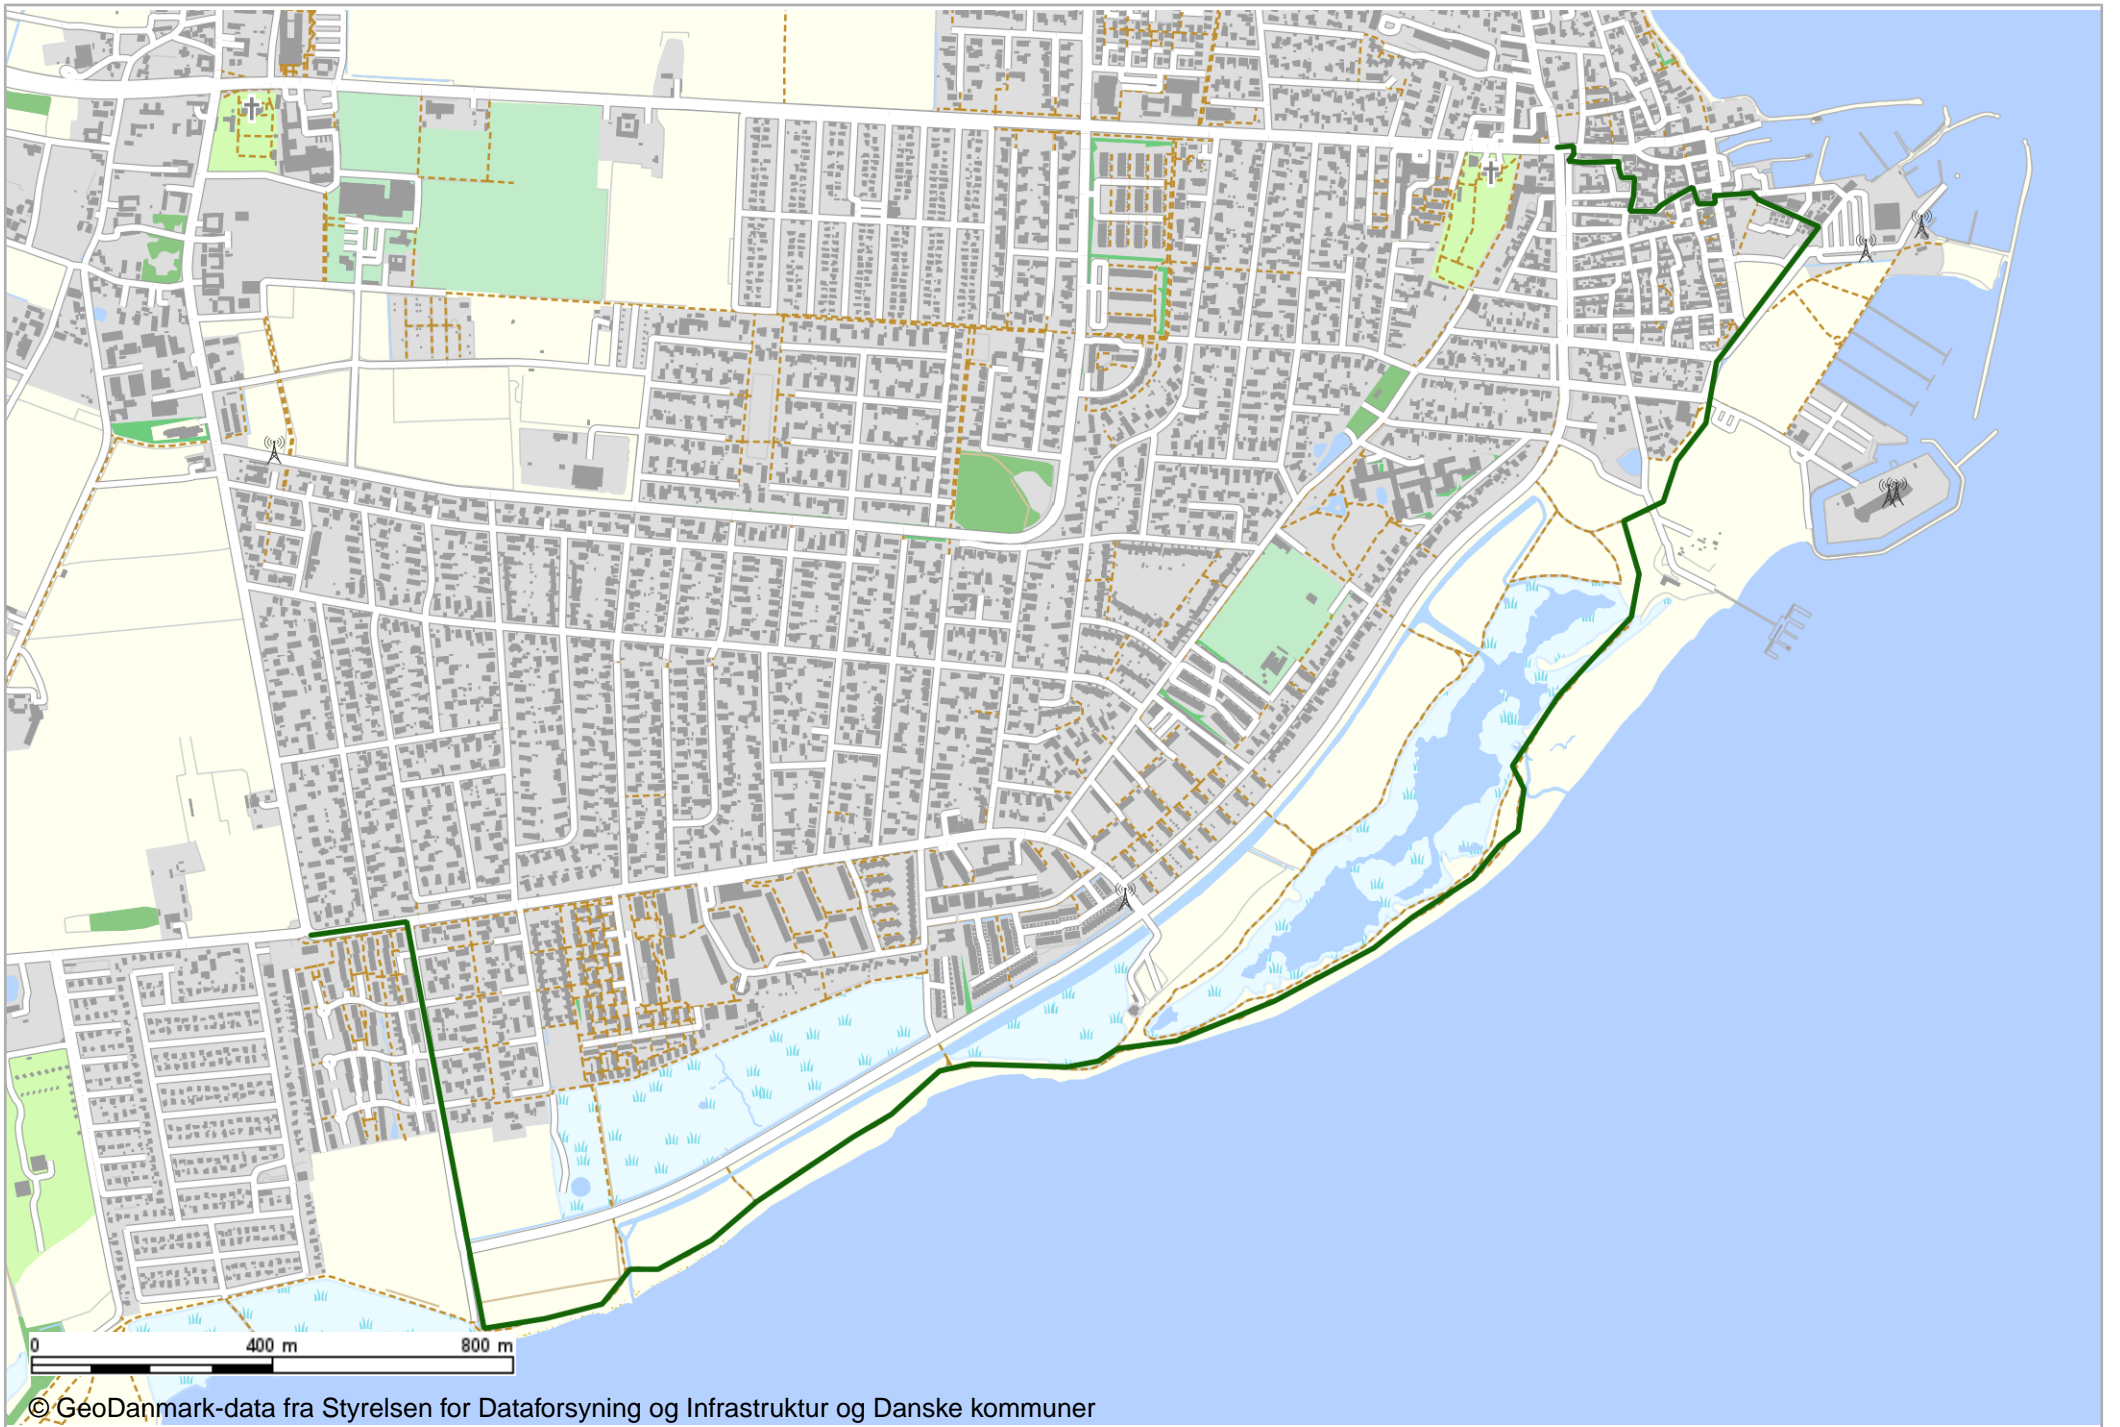 0 400 m 800 m
© GeoDanmark-data fra Styrelsen for Dataforsyning og Infrastruktur og Danske kommuner